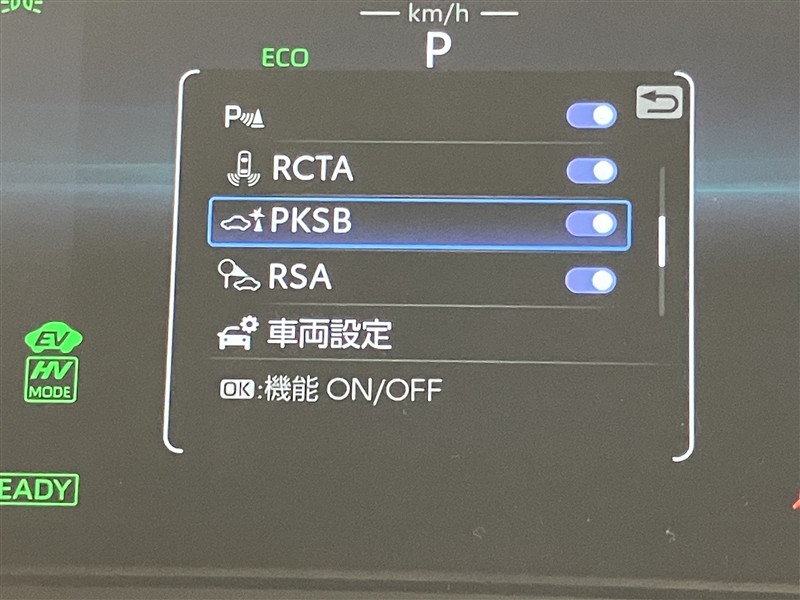 km/h
ECO P
P
RCTA
PKSB
RSA
車両設定
OK:機能 ON/OFF
EV
HV
MODE
EADY